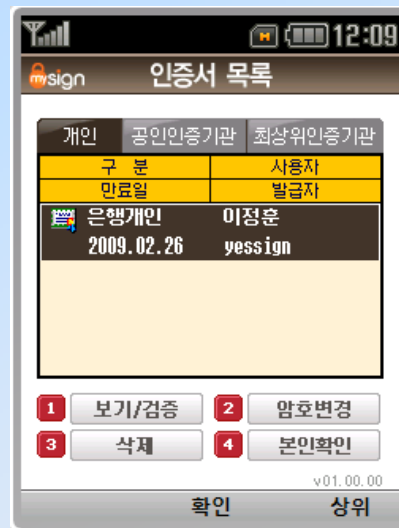 12:09
mysign 인증서 목록
개인 공인인증기관 최상위인증기관
구 분 사용자
만료일 발급자
은행개인 이정훈
2009.02.26 yessign
1 보기/검증 2 암호변경
3 삭제 4 본인확인
v01.00.00
확인 상위